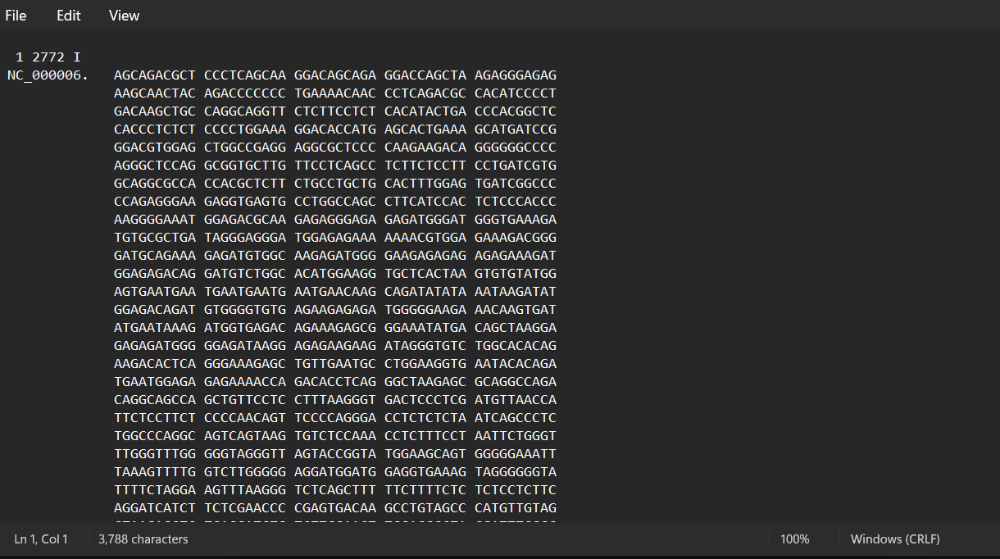 File Edit View
1 2772 I
NC_000006. AGCAGACGCT CCCTCAGCAA GGACAGCAGA GGACCAGCTA AGAGGGAGAG
AAGCAACTAC AGACCCCCCC TGAAAACAAC CCTCAGACGC CACATCCCCT
GACAAGCTGC CAGGCAGGTT CTCTTCCTCT CACATACTGA CCCACGGCTC
CACCCTCTCT CCCCTGGAAA GGACACCATG AGCACTGAAA GCATGATCCG
GGACGTGGAG CTGGCCGAGG AGGCGCTCCC CAAGAAGACA GGGGGGCCCC
AGGGCTCCAG GCGGTGCTTG TTCCTCAGCC TCTTCTCCTT CCTGATCGTG
GCAGGCGCCA CCACGCTCTT CTGCCTGCTG CACTTTGGAG TGATCGGCCC
CCAGAGGGAA GAGGTGAGTG CCTGGCCAGC CTTCATCCAC TCTCCCACCC
AAGGGGAAAT GGAGACGCAA GAGAGGGAGA GAGATGGGAT GGGTGAAAGA
TGTGCGCTGA TAGGGAGGGA TGGAGAGAAA AAAACGTGGA GAAAGACGGG
GATGCAGAAA GAGATGTGGC AAGAGATGGG GAAGAGAGAG AGAGAAAGAT
GGAGAGACAG GATGTCTGGC ACATGGAAGG TGCTCACTAA GTGTGTATGG
AGTGAATGAA TGAATGAATG AATGAACAAG CAGATATATA AATAAGATAT
GGAGACAGAT GTGGGGTGTG AGAAGAGAGA TGGGGGAAGA AACAAGTGAT
ATGAATAAAG ATGGTGAGAC AGAAAGAGCG GGAAATATGA CAGCTAAGGA
GAGAGATGGG GGAGATAAGG AGAGAAGAAG ATAGGGTGTC TGGCACACAG
AAGACACTCA GGGAAAGAGC TGTTGAATGC CTGGAAGGTG AATACACAGA
TGAATGGAGA GAGAAAACCA GACACCTCAG GGCTAAGAGC GCAGGCCAGA
CAGGCAGCCA GCTGTTCCTC CTTTAAGGGT GACTCCCTCG ATGTTAACCA
TTCTCCTTCT CCCCAACAGT TCCCCAGGGA CCTCTCTCTA ATCAGCCCTC
TGGCCCAGGC AGTCAGTAAG TGTCTCCAAA CCTCTTTCCT AATTCTGGGT
TTGGGTTTGG GGGTAGGGTT AGTACCGGTA TGGAAGCAGT GGGGGAAATT
TAAAGTTTTG GTCTTGGGGG AGGATGGATG GAGGTGAAAG TAGGGGGGTA
TTTTCTAGGA AGTTTAAGGG TCTCAGCTTT TTCTTTTCTC TCTCCTCTTC
AGGATCATCT TCTCGAACCC CGAGTGACAA GCCTGTAGCC CATGTTGTAG
Ln 1, Col 1 3,788 characters 100% Windows (CRLF)